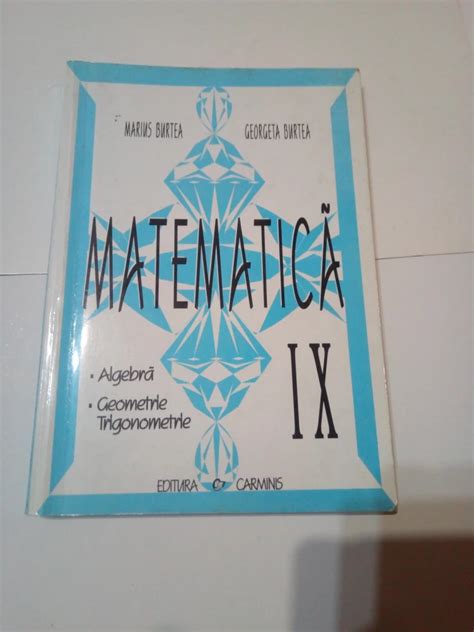 MARIUS BURTEA GEORGETA BURTEA
MATEMATICĂ
IX
• Algebră
• Geometrie
Trigonometrie
EDITURA CARMINIS